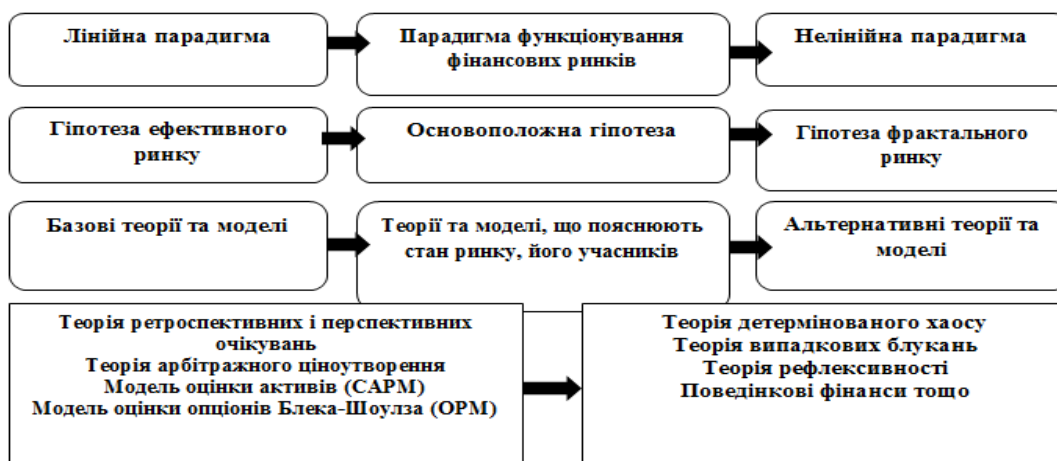 Лінійна парадигма
Парадигма функціонування
фінансових ринків
Нелінійна парадигма
Гіпотеза ефективного
ринку
Основоположна гіпотеза
Гіпотеза фрактального
ринку
Базові теорії та моделі
Теорії та моделі, що пояснюють
стан ринку, його учасників
Альтернативні теорії та
моделі
Теорія ретроспективних і перспективних
очікувань
Теорія арбітражного ціноутворення
Модель оцінки активів (CAPM)
Модель оцінки опціонів Блека-Шоулза (OPM)
Теорія детермінованого хаосу
Теорія випадкових блукань
Теорія рефлексивності
Поведінкові фінанси тощо